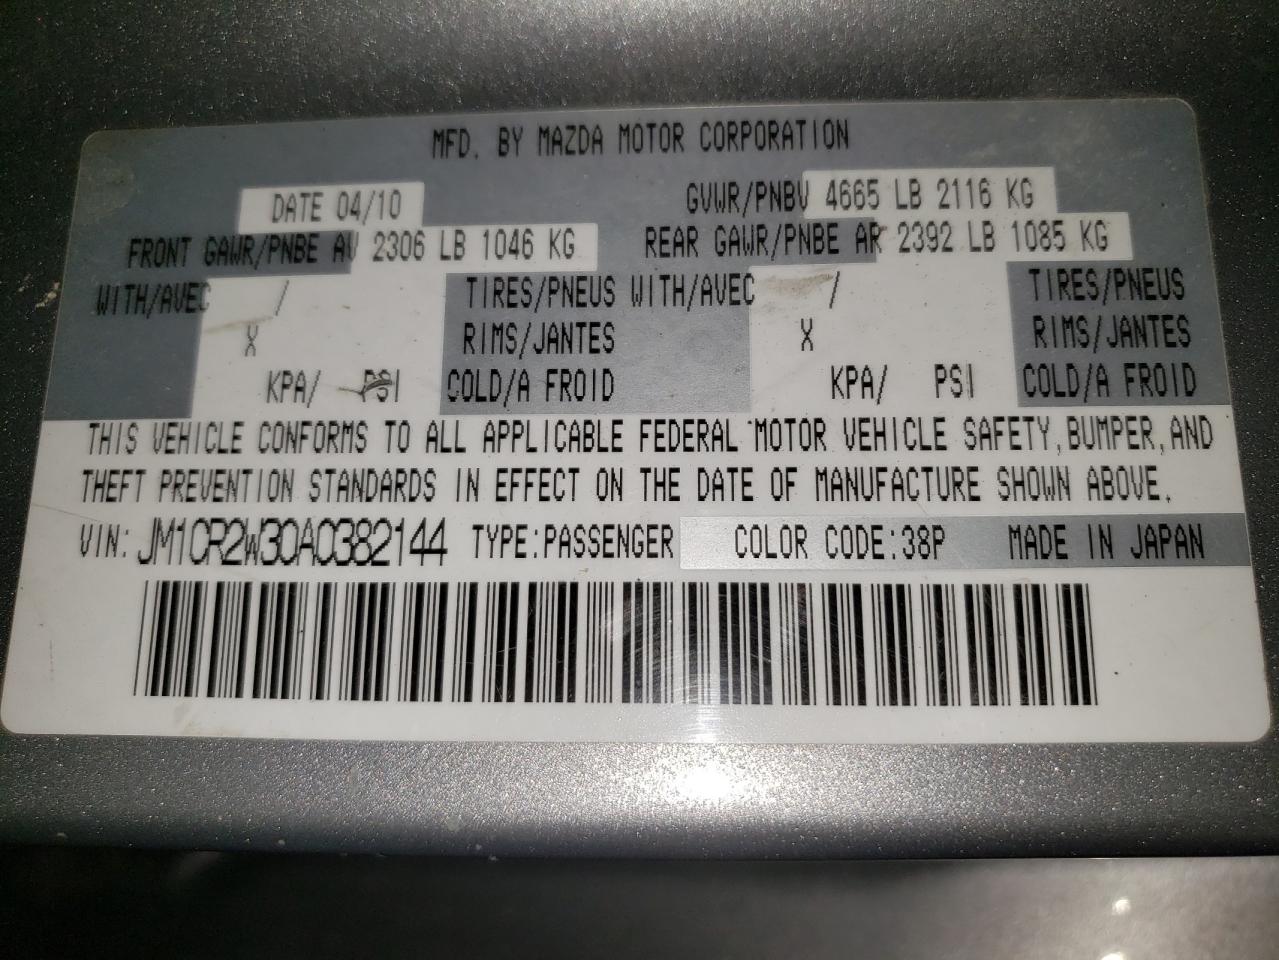 MFD. BY MAZDA MOTOR CORPORATION
DATE 04/10 GVWR/PNBV 4665 LB 2116 KG
FRONT GAWR/PNBE AV 2306 LB 1046 KG REAR GAWR/PNBE AR 2392 LB 1085 KG
WITH/AVEC / TIRES/PNEUS WITH/AVEC / TIRES/PNEUS
X RIMS/JANTES X RIMS/JANTES
KPA/ PSI COLD/A FROID KPA/ PSI COLD/A FROID
THIS VEHICLE CONFORMS TO ALL APPLICABLE FEDERAL MOTOR VEHICLE SAFETY, BUMPER, AND
THEFT PREVENTION STANDARDS IN EFFECT ON THE DATE OF MANUFACTURE SHOWN ABOVE.
VIN: JM1CR2W30A0382144 TYPE:PASSENGER COLOR CODE:38P MADE IN JAPAN